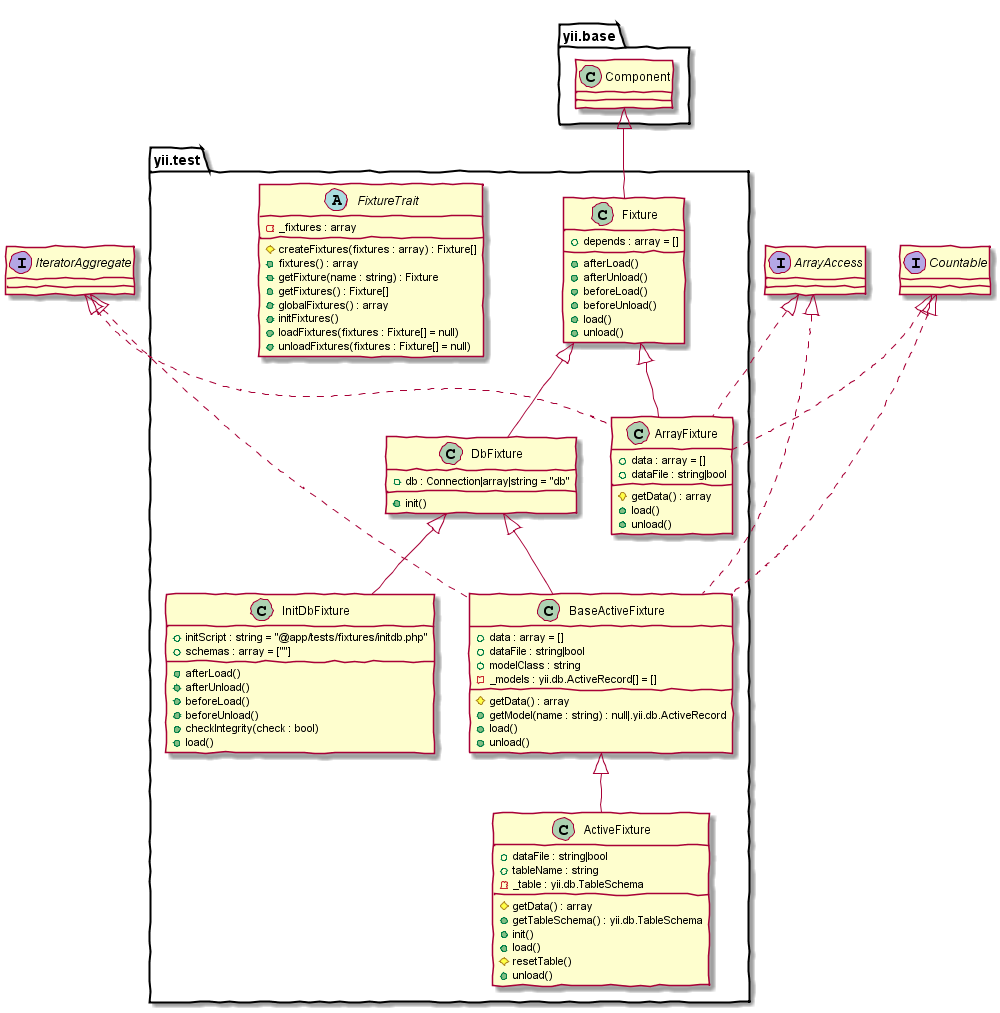 yii.base
C Component
yii.test
A FixtureTrait
_fixtures : array
createFixtures(fixtures : array) : Fixture[]
fixtures() : array
getFixture(name : string) : Fixture
getFixtures() : Fixture[]
globalFixtures() : array
initFixtures()
loadFixtures(fixtures : Fixture[] = null)
unloadFixtures(fixtures : Fixture[] = null)
C Fixture
depends : array = []
afterLoad()
afterUnload()
beforeLoad()
beforeUnload()
load()
unload()
I IteratorAggregate
I ArrayAccess
I Countable
C DbFixture
db : Connection|array|string = "db"
init()
C ArrayFixture
data : array = []
dataFile : string|bool
getData() : array
load()
unload()
C InitDbFixture
initScript : string = "@app/tests/fixtures/initdb.php"
schemas : array = [""]
afterLoad()
afterUnload()
beforeLoad()
beforeUnload()
checkIntegrity(check : bool)
load()
C BaseActiveFixture
data : array = []
dataFile : string|bool
modelClass : string
_models : yii.db.ActiveRecord[] = []
getData() : array
getModel(name : string) : null|.yii.db.ActiveRecord
load()
unload()
C ActiveFixture
dataFile : string|bool
tableName : string
_table : yii.db.TableSchema
getData() : array
getTableSchema() : yii.db.TableSchema
init()
load()
resetTable()
unload()